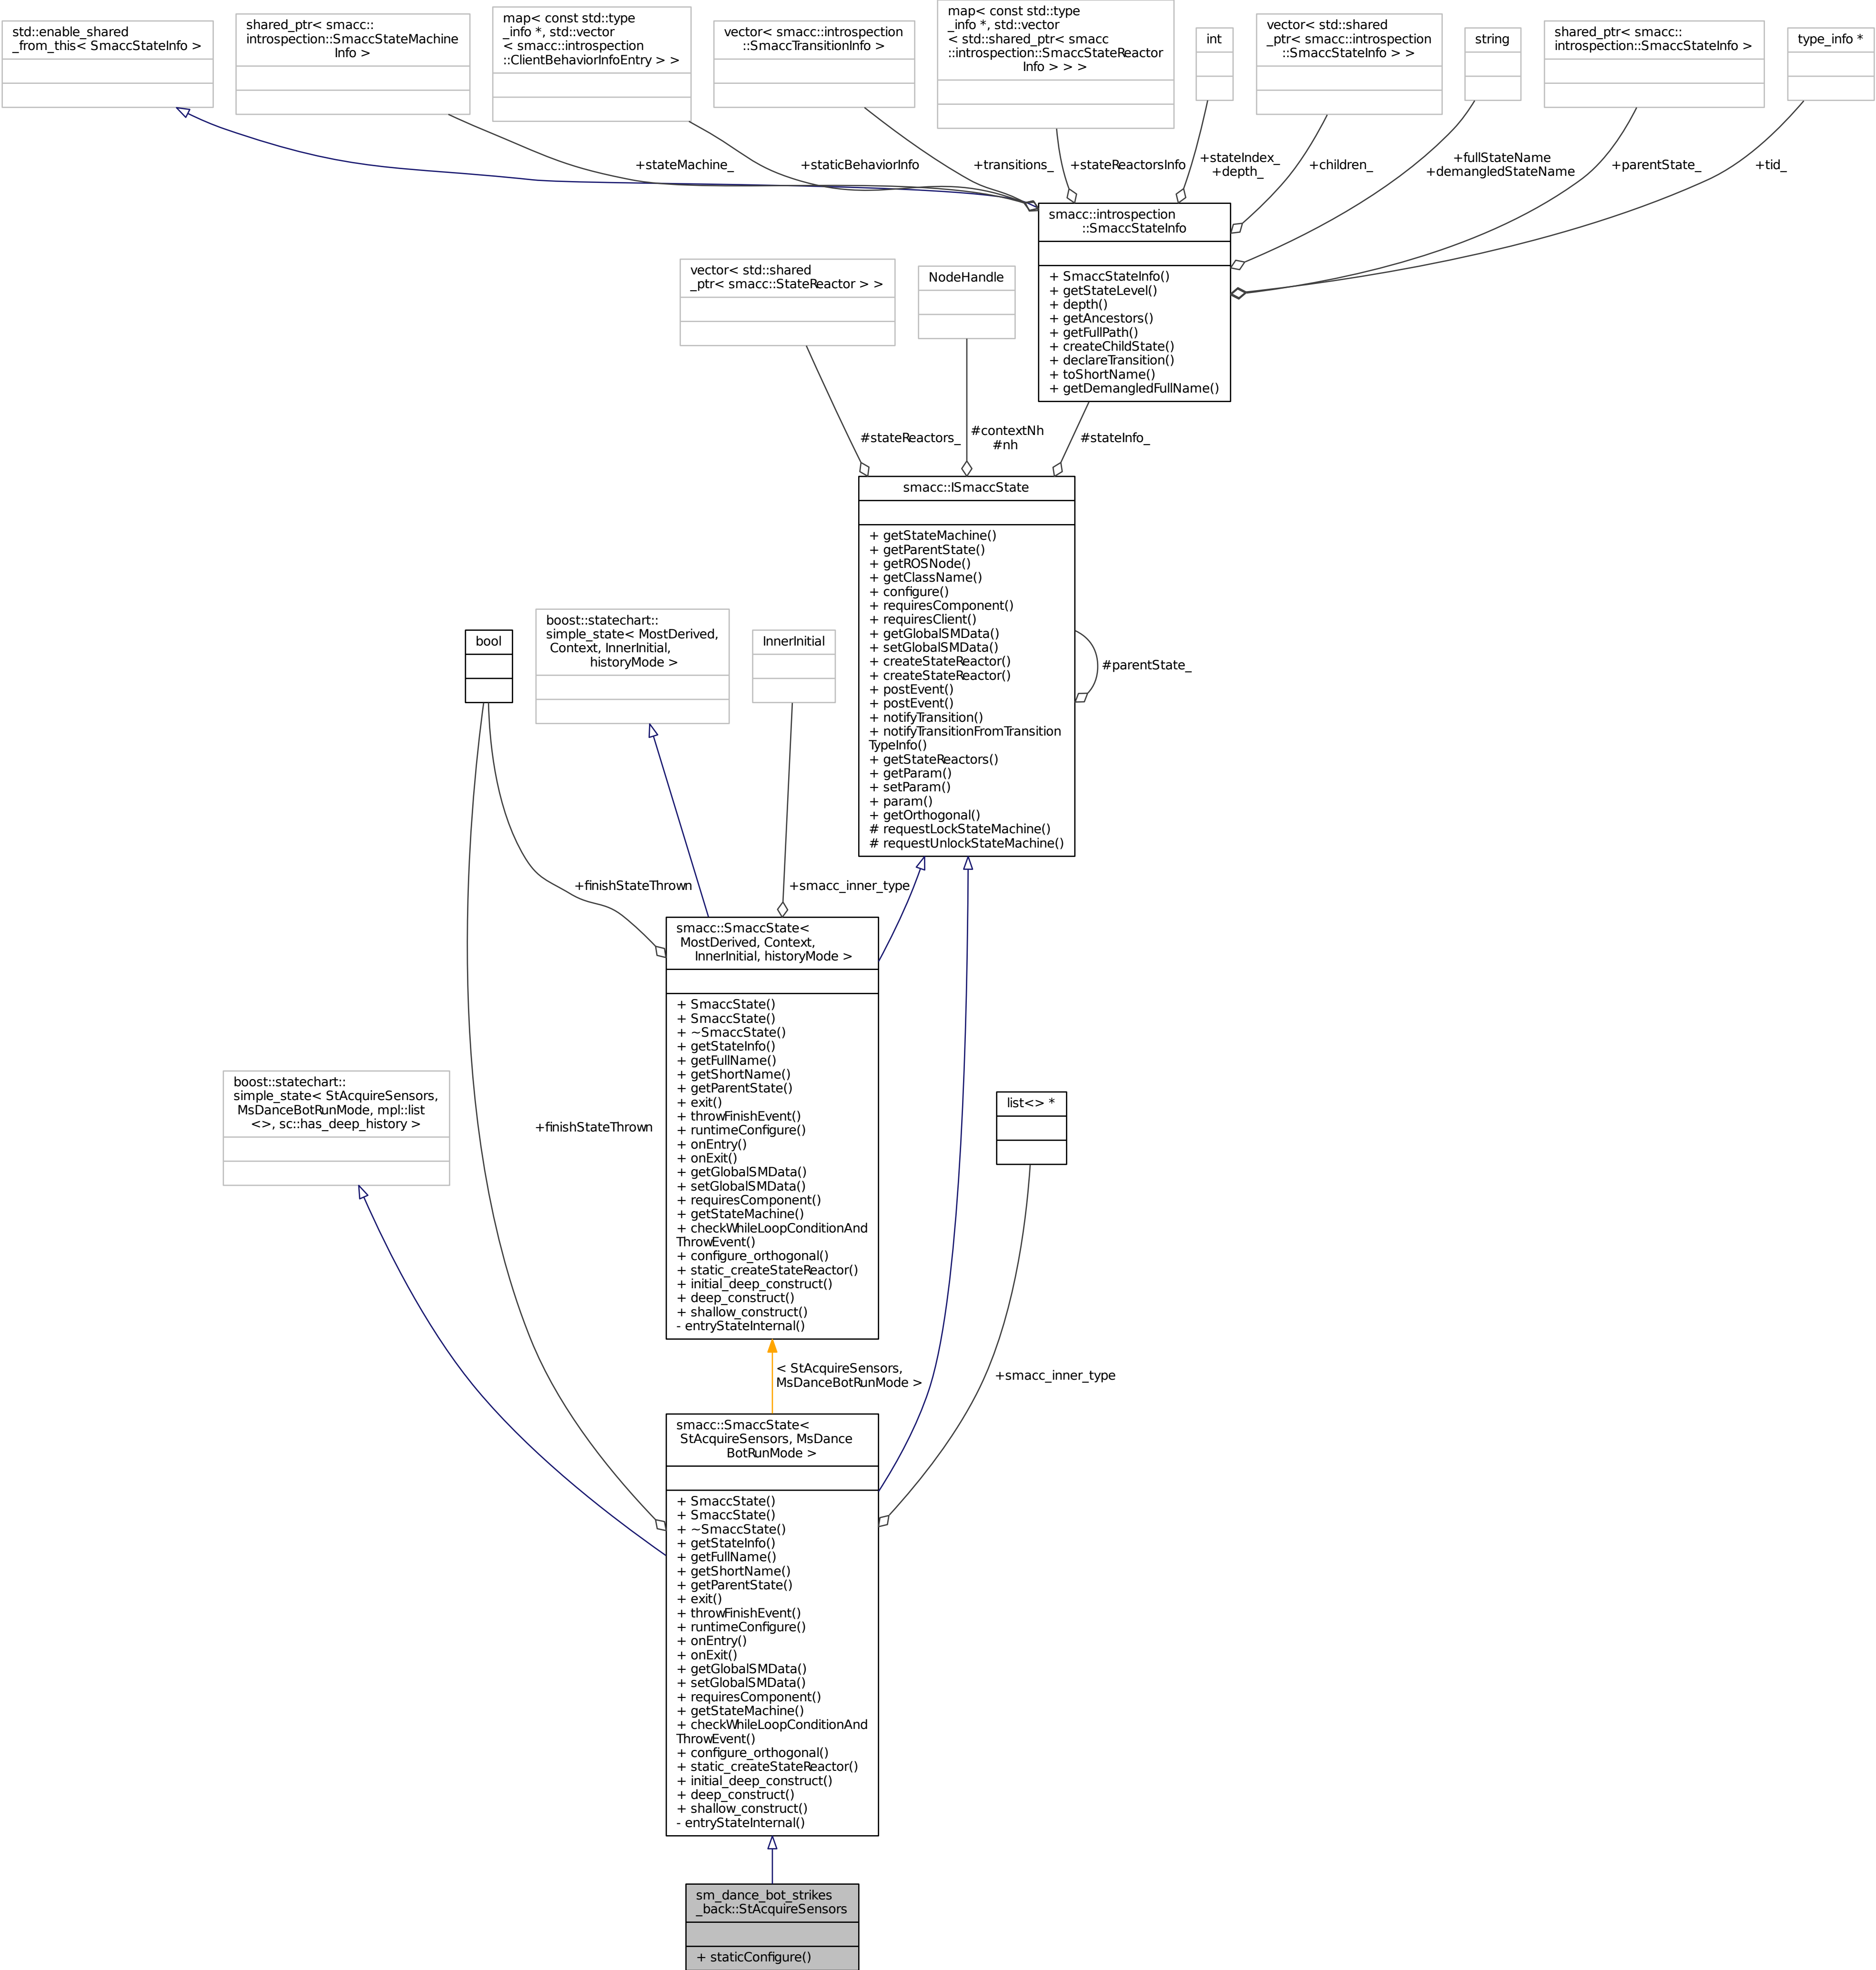 std::enable_shared
_from_this< SmaccStateInfo >
shared_ptr< smacc::
introspection::SmaccStateMachine
Info >
map< const std::type
_info *, std::vector
< smacc::introspection
::ClientBehaviorInfoEntry > >
vector< smacc::introspection
::SmaccTransitionInfo >
map< const std::type
_info *, std::vector
< std::shared_ptr< smacc
::introspection::SmaccStateReactor
Info > > >
int
vector< std::shared
_ptr< smacc::introspection
::SmaccStateInfo > >
string
shared_ptr< smacc::
introspection::SmaccStateInfo >
type_info *
+stateMachine_
+staticBehaviorInfo
+transitions_
+stateReactorsInfo
+stateIndex_
+depth_
+children_
+fullStateName
+demangledStateName
+parentState_
+tid_
smacc::introspection
::SmaccStateInfo
+ SmaccStateInfo()
+ getStateLevel()
+ depth()
+ getAncestors()
+ getFullPath()
+ createChildState()
+ declareTransition()
+ toShortName()
+ getDemangledFullName()
vector< std::shared
_ptr< smacc::StateReactor > >
NodeHandle
#stateReactors_
#contextNh
#nh
#stateInfo_
smacc::ISmaccState
+ getStateMachine()
+ getParentState()
+ getROSNode()
+ getClassName()
+ configure()
+ requiresComponent()
+ requiresClient()
+ getGlobalSMData()
+ setGlobalSMData()
+ createStateReactor()
+ createStateReactor()
+ postEvent()
+ postEvent()
+ notifyTransition()
+ notifyTransitionFromTransition
TypeInfo()
+ getStateReactors()
+ getParam()
+ setParam()
+ param()
+ getOrthogonal()
# requestLockStateMachine()
# requestUnlockStateMachine()
#parentState_
bool
boost::statechart::
simple_state< MostDerived,
Context, InnerInitial,
historyMode >
InnerInitial
+finishStateThrown
+smacc_inner_type
smacc::SmaccState<
MostDerived, Context,
InnerInitial, historyMode >
+ SmaccState()
+ SmaccState()
+ ~SmaccState()
+ getStateInfo()
+ getFullName()
+ getShortName()
+ getParentState()
+ exit()
+ throwFinishEvent()
+ runtimeConfigure()
+ onEntry()
+ onExit()
+ getGlobalSMData()
+ setGlobalSMData()
+ requiresComponent()
+ getStateMachine()
+ checkWhileLoopConditionAnd
ThrowEvent()
+ configure_orthogonal()
+ static_createStateReactor()
+ initial_deep_construct()
+ deep_construct()
+ shallow_construct()
- entryStateInternal()
boost::statechart::
simple_state< StAcquireSensors,
MsDanceBotRunMode, mpl::list
<>, sc::has_deep_history >
+finishStateThrown
list<> *
< StAcquireSensors,
MsDanceBotRunMode >
+smacc_inner_type
smacc::SmaccState<
StAcquireSensors, MsDance
BotRunMode >
+ SmaccState()
+ SmaccState()
+ ~SmaccState()
+ getStateInfo()
+ getFullName()
+ getShortName()
+ getParentState()
+ exit()
+ throwFinishEvent()
+ runtimeConfigure()
+ onEntry()
+ onExit()
+ getGlobalSMData()
+ setGlobalSMData()
+ requiresComponent()
+ getStateMachine()
+ checkWhileLoopConditionAnd
ThrowEvent()
+ configure_orthogonal()
+ static_createStateReactor()
+ initial_deep_construct()
+ deep_construct()
+ shallow_construct()
- entryStateInternal()
sm_dance_bot_strikes
_back::StAcquireSensors
+ staticConfigure()